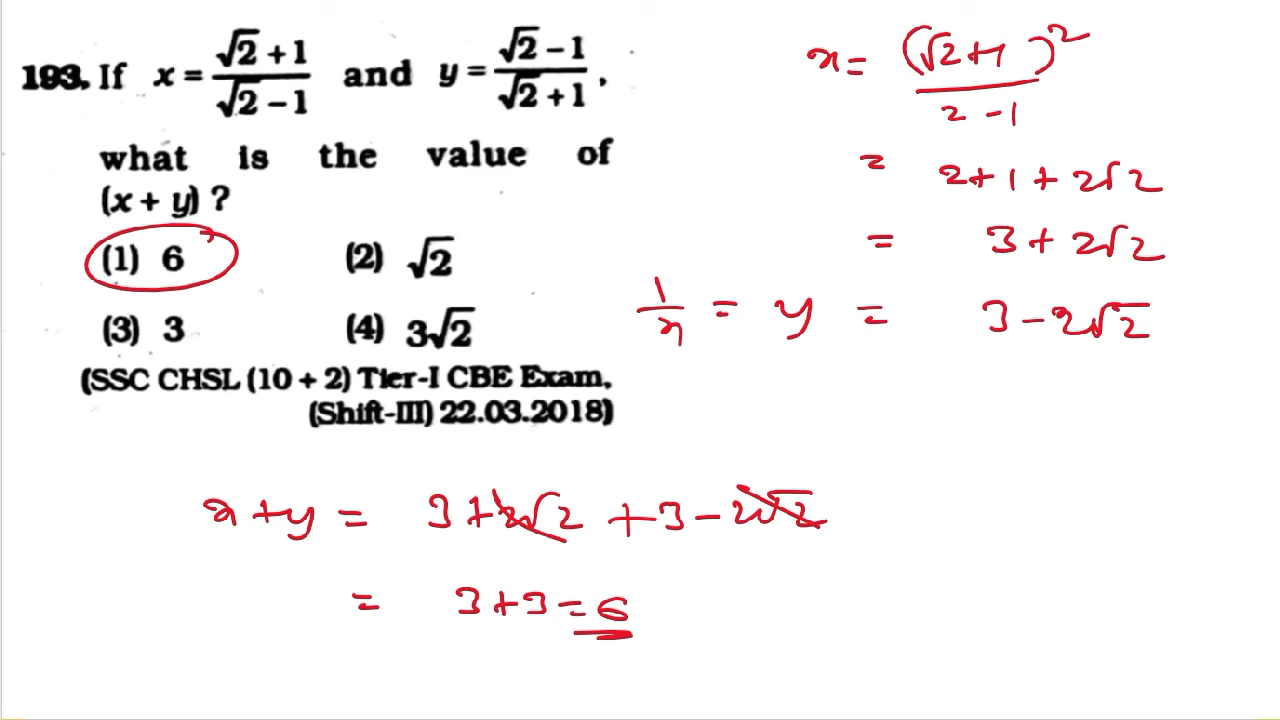 193. If x = (√2 + 1)/(√2 − 1) and y = (√2 − 1)/(√2 + 1),
what is the value of
(x + y) ?
(1) 6 (2) √2
(3) 3 (4) 3√2
(SSC CHSL (10 + 2) Tier-I CBE Exam,
(Shift-III) 22.03.2018)
x = (√2+1)²/(2-1)
= 2+1+2√2
= 3+2√2
1/x = y = 3-2√2
x+y = 3+2√2+3-2√2
= 3+3=6